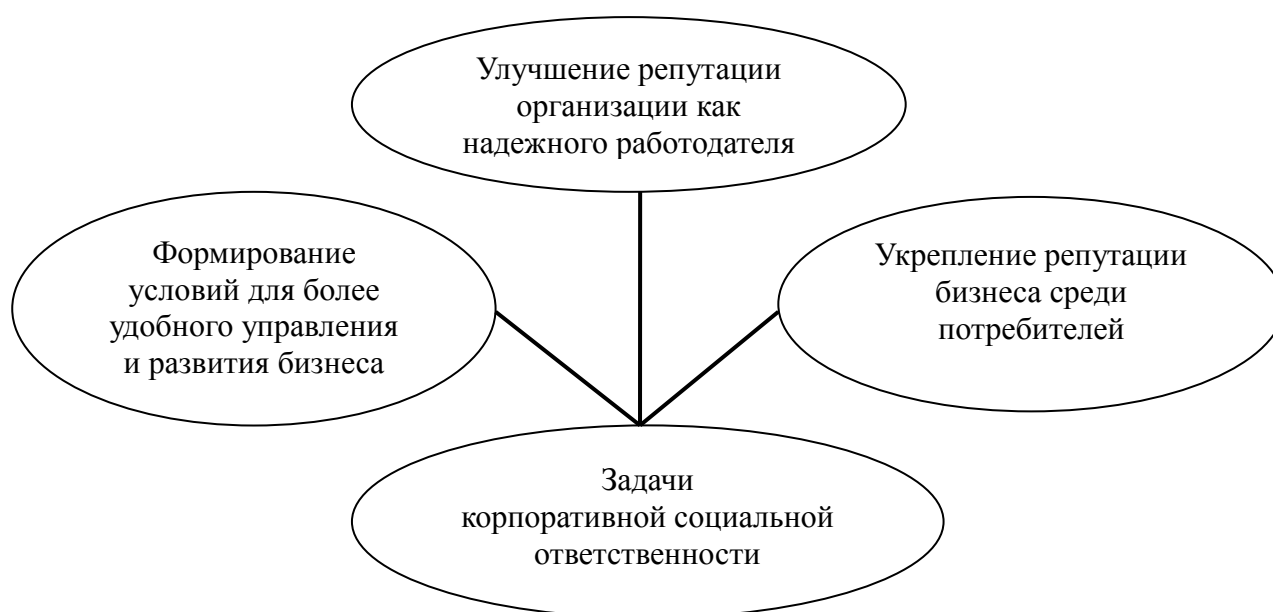 Улучшение репутации
организации как
надежного работодателя
Формирование
условий для более
удобного управления
и развития бизнеса
Укрепление репутации
бизнеса среди
потребителей
Задачи
корпоративной социальной
ответственности